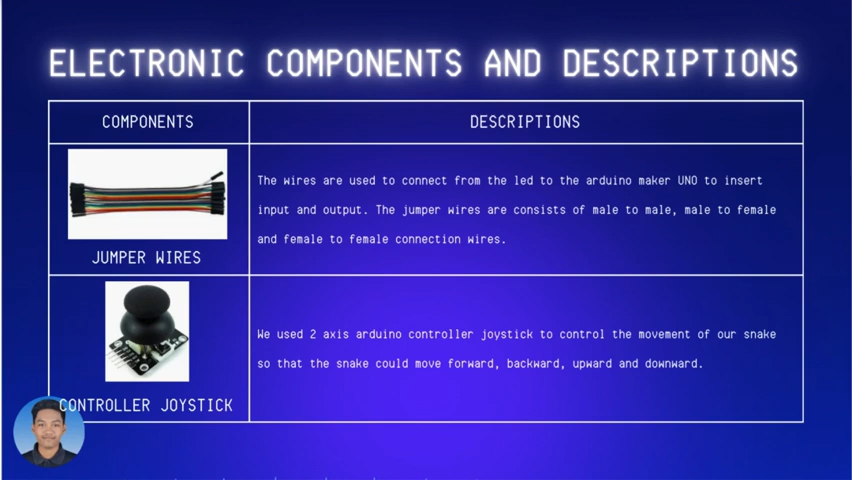 ELECTRONIC COMPONENTS AND DESCRIPTIONS
COMPONENTS
DESCRIPTIONS
The wires are used to connect from the led to the arduino maker UNO to insert
input and output. The jumper wires are consists of male to male, male to female
and female to female connection wires.
JUMPER WIRES
We used 2 axis arduino controller joystick to control the movement of our snake
so that the snake could move forward, backward, upward and downward.
CONTROLLER JOYSTICK